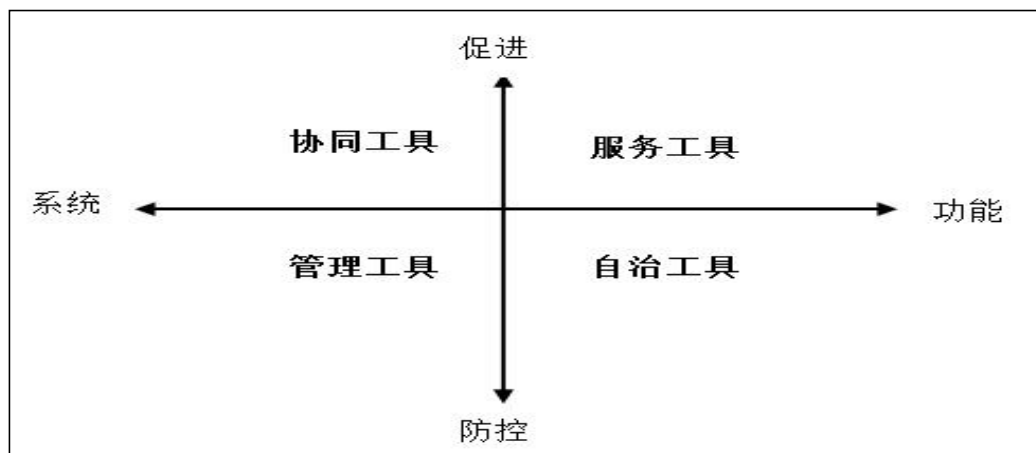 促进
协同工具 服务工具
系统 功能
管理工具 自治工具
防控